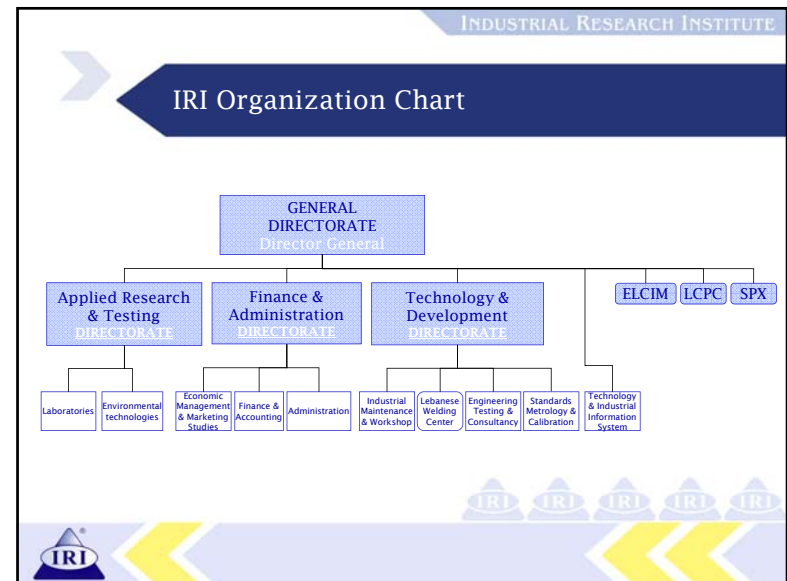 INDUSTRIAL RESEARCH INSTITUTE
IRI Organization Chart
GENERAL
DIRECTORATE
Director General
Applied Research
& Testing
DIRECTORATE
Finance &
Administration
DIRECTORATE
Technology &
Development
DIRECTORATE
ELCIM
LCPC
SPX
Laboratories
Environmental
technologies
Economic
Management
& Marketing
Studies
Finance &
Accounting
Administration
Industrial
Maintenance
& Workshop
Lebanese
Welding
Center
Engineering
Testing &
Consultancy
Standards
Metrology &
Calibration
Technology
& Industrial
Information
System
IRI IRI IRI IRI IRI
IRI
®